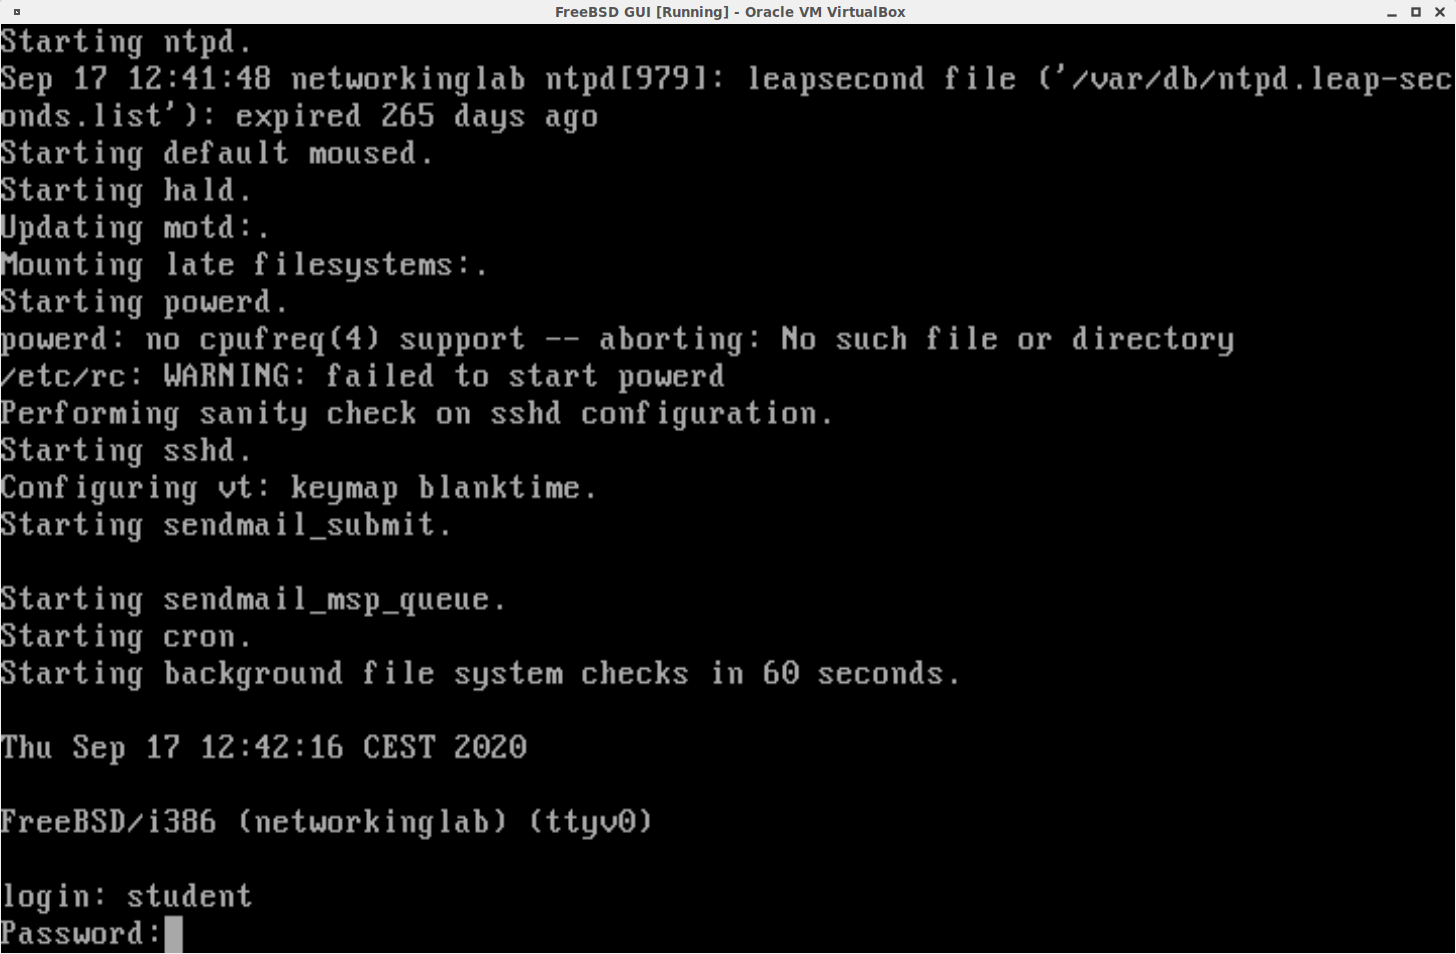 FreeBSD GUI [Running] - Oracle VM VirtualBox
Starting ntpd.
Sep 17 12:41:48 networkinglab ntpd[979]: leapsecond file ('/var/db/ntpd.leap-sec
onds.list'): expired 265 days ago
Starting default moused.
Starting hald.
Updating motd:.
Mounting late filesystems:.
Starting powerd.
powerd: no cpufreq(4) support -- aborting: No such file or directory
/etc/rc: WARNING: failed to start powerd
Performing sanity check on sshd configuration.
Starting sshd.
Configuring vt: keymap blanktime.
Starting sendmail_submit.
Starting sendmail_msp_queue.
Starting cron.
Starting background file system checks in 60 seconds.
Thu Sep 17 12:42:16 CEST 2020
FreeBSD/i386 (networkinglab) (ttyv0)
login: student
Password: